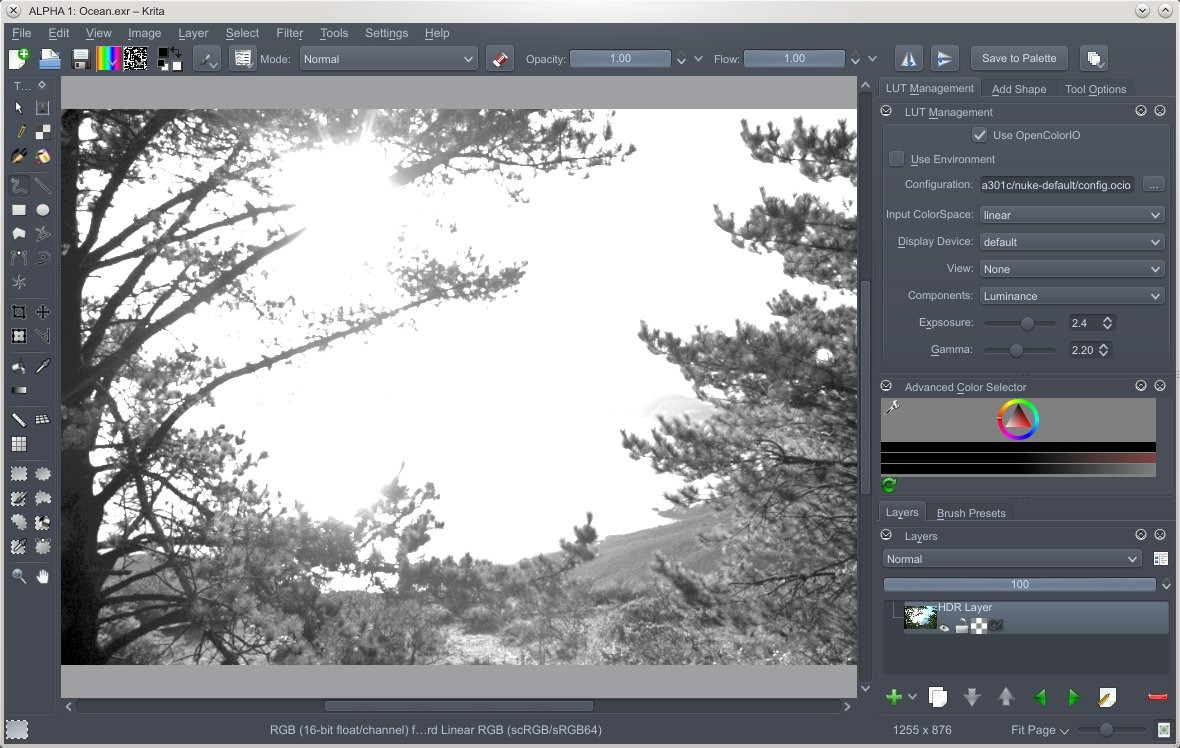 ALPHA 1: Ocean.exr – Krita
File Edit View Image Layer Select Filter Tools Settings Help
Mode: Normal Opacity: 1.00 Flow: 1.00 Save to Palette
T...
LUT Management Add Shape Tool Options
LUT Management
Use OpenColorIO
Use Environment
Configuration: a301c/nuke-default/config.ocio ...
Input ColorSpace: linear
Display Device: default
View: None
Components: Luminance
Expsosure: 2.4
Gamma: 2.20
Advanced Color Selector
Layers Brush Presets
Layers
Normal
100
HDR Layer
RGB (16-bit float/channel) f...rd Linear RGB (scRGB/sRGB64) 1255 x 876 Fit Page